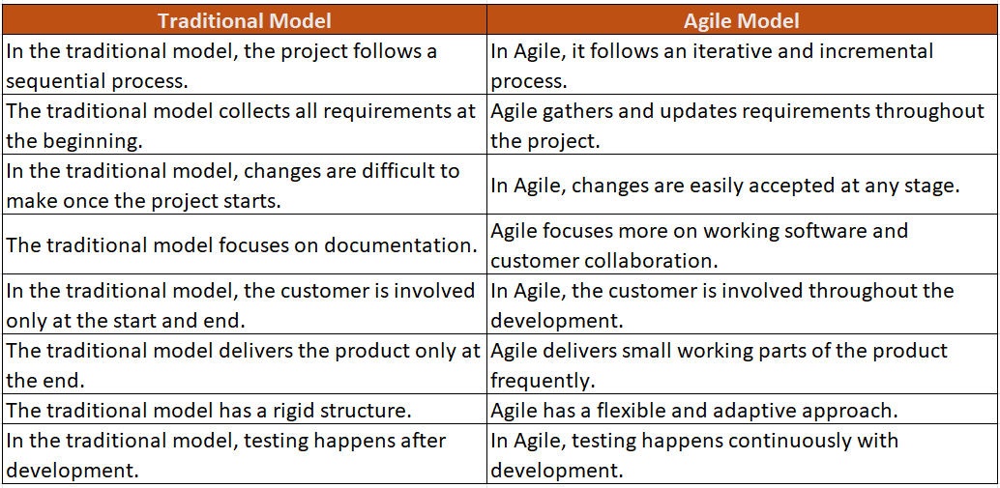 Traditional Model
Agile Model
In the traditional model, the project follows a
sequential process.
In Agile, it follows an iterative and incremental
process.
The traditional model collects all requirements at
the beginning.
Agile gathers and updates requirements throughout
the project.
In the traditional model, changes are difficult to
make once the project starts.
In Agile, changes are easily accepted at any stage.
The traditional model focuses on documentation.
Agile focuses more on working software and
customer collaboration.
In the traditional model, the customer is involved
only at the start and end.
In Agile, the customer is involved throughout the
development.
The traditional model delivers the product only at
the end.
Agile delivers small working parts of the product
frequently.
The traditional model has a rigid structure.
Agile has a flexible and adaptive approach.
In the traditional model, testing happens after
development.
In Agile, testing happens continuously with
development.